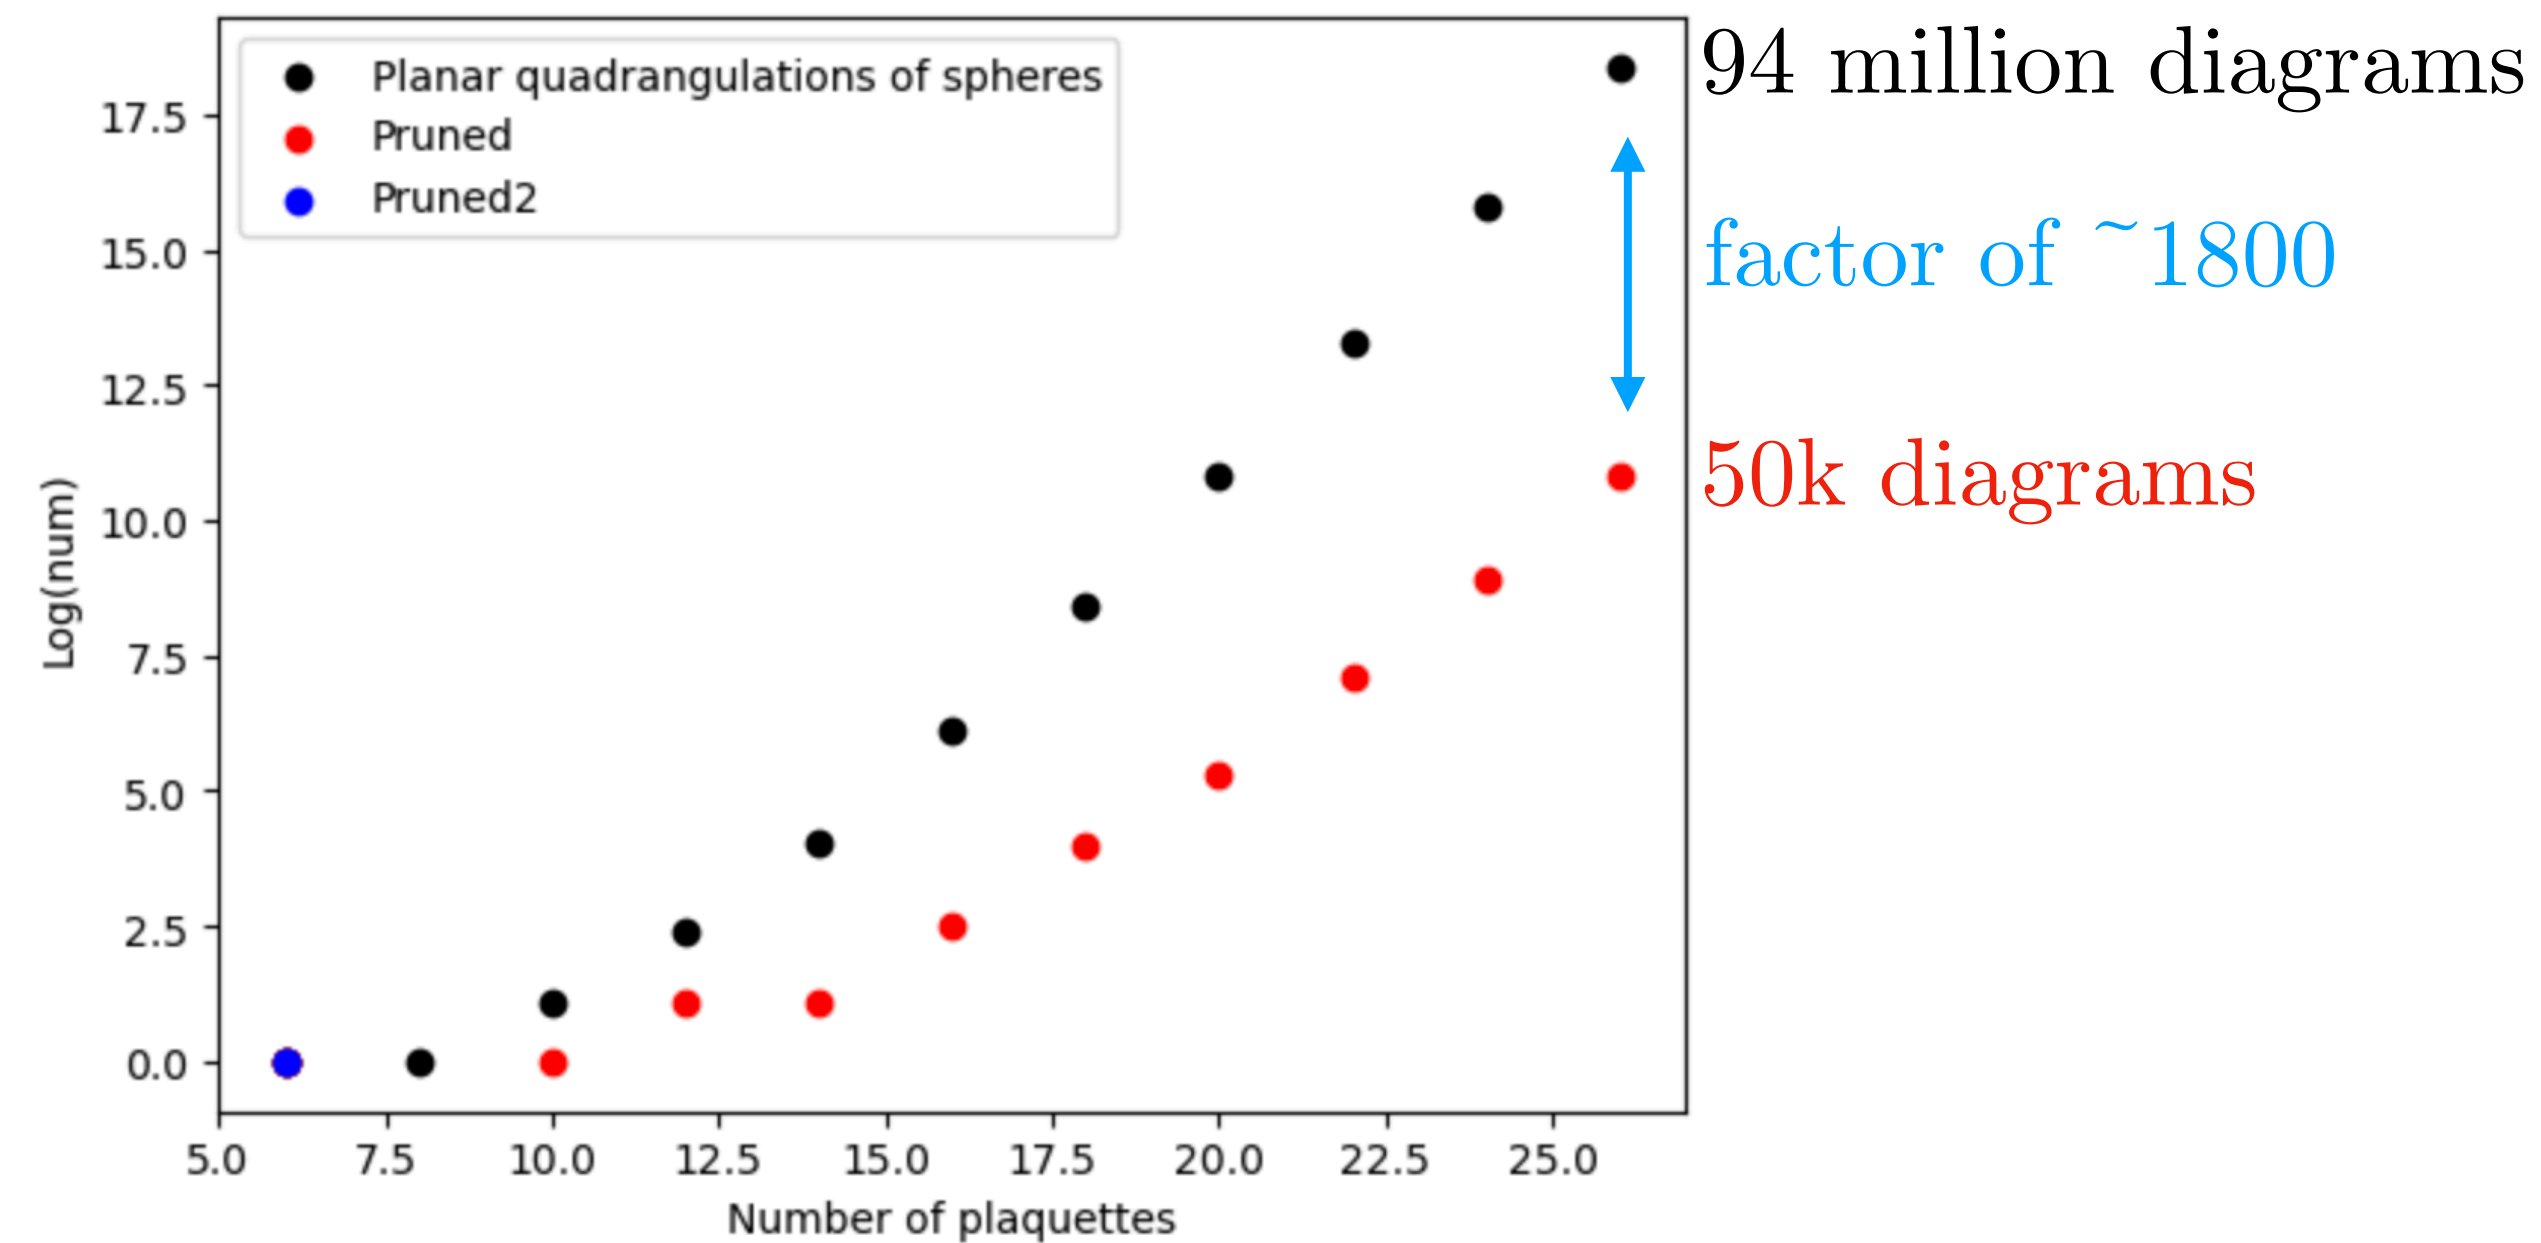 Planar quadrangulations of spheres
Pruned
Pruned2
94 million diagrams
factor of ~1800
50k diagrams
17.5
15.0
12.5
10.0
7.5
5.0
2.5
0.0
Log(num)
5.0 7.5 10.0 12.5 15.0 17.5 20.0 22.5 25.0
Number of plaquettes